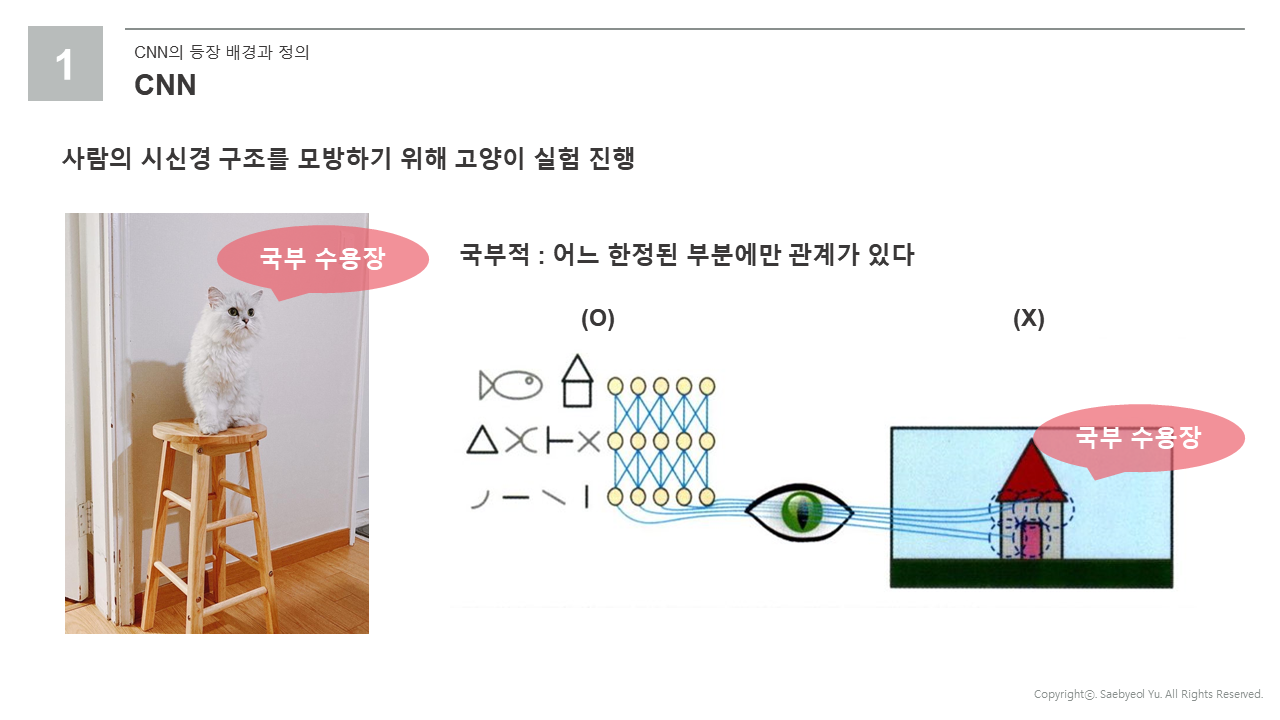 1
CNN의 등장 배경과 정의
CNN
사람의 시신경 구조를 모방하기 위해 고양이 실험 진행
국부 수용장
국부적 : 어느 한정된 부분에만 관계가 있다
(O)
(X)
국부 수용장
Copyrightⓒ. Saebyeol Yu. All Rights Reserved.